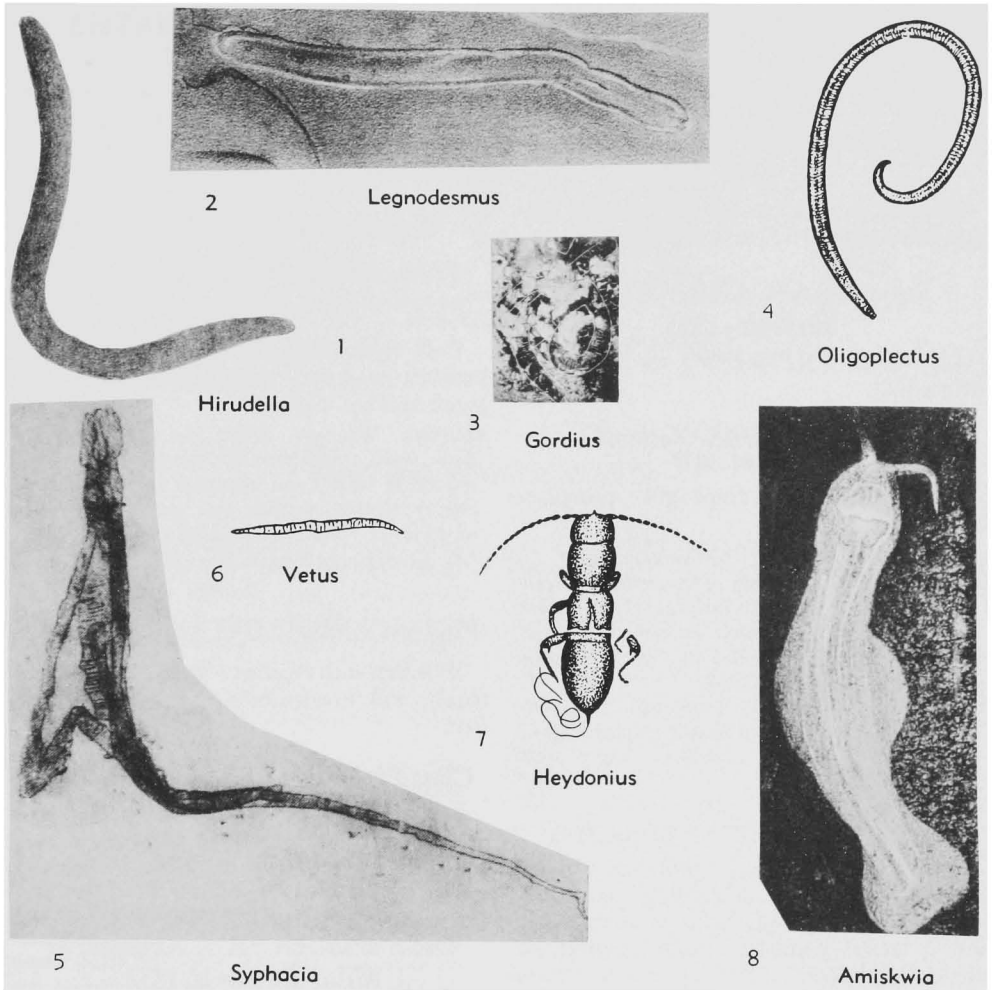 2
Legnodesmus
4
Oligoplectus
1
Hirudella
3
Gordius
6
Vetus
7
Heydonius
5
Syphacia
8
Amiskwia